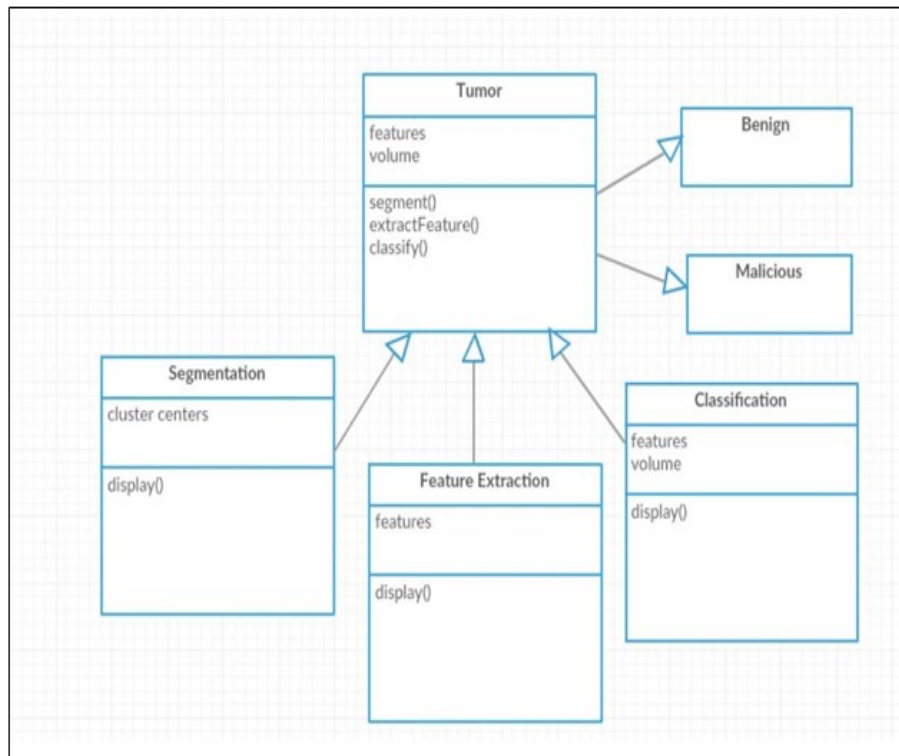 Tumor
features
volume
segment()
extractFeature()
classify()
Benign
Malicious
Segmentation
cluster centers
display()
Feature Extraction
features
display()
Classification
features
volume
display()